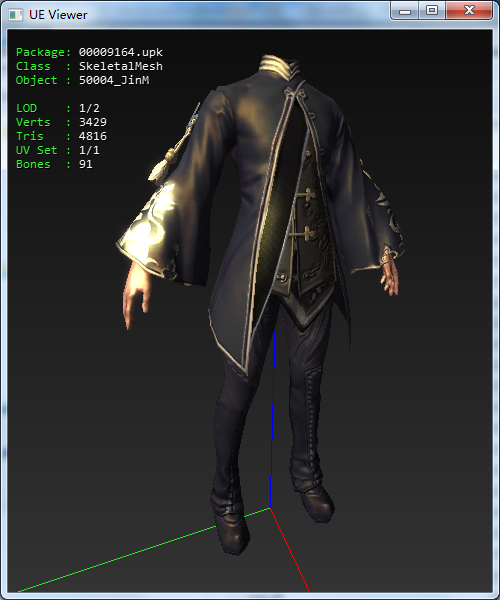 UE Viewer
Package: 00009164.upk
Class : SkeletalMesh
Object : 50004_JinM
LOD : 1/2
Verts : 3429
Tris : 4816
UV Set : 1/1
Bones : 91